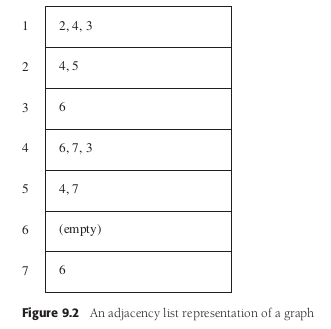 1 2, 4, 3
2 4, 5
3 6
4 6, 7, 3
5 4, 7
6 (empty)
7 6
Figure 9.2 An adjacency list representation of a graph